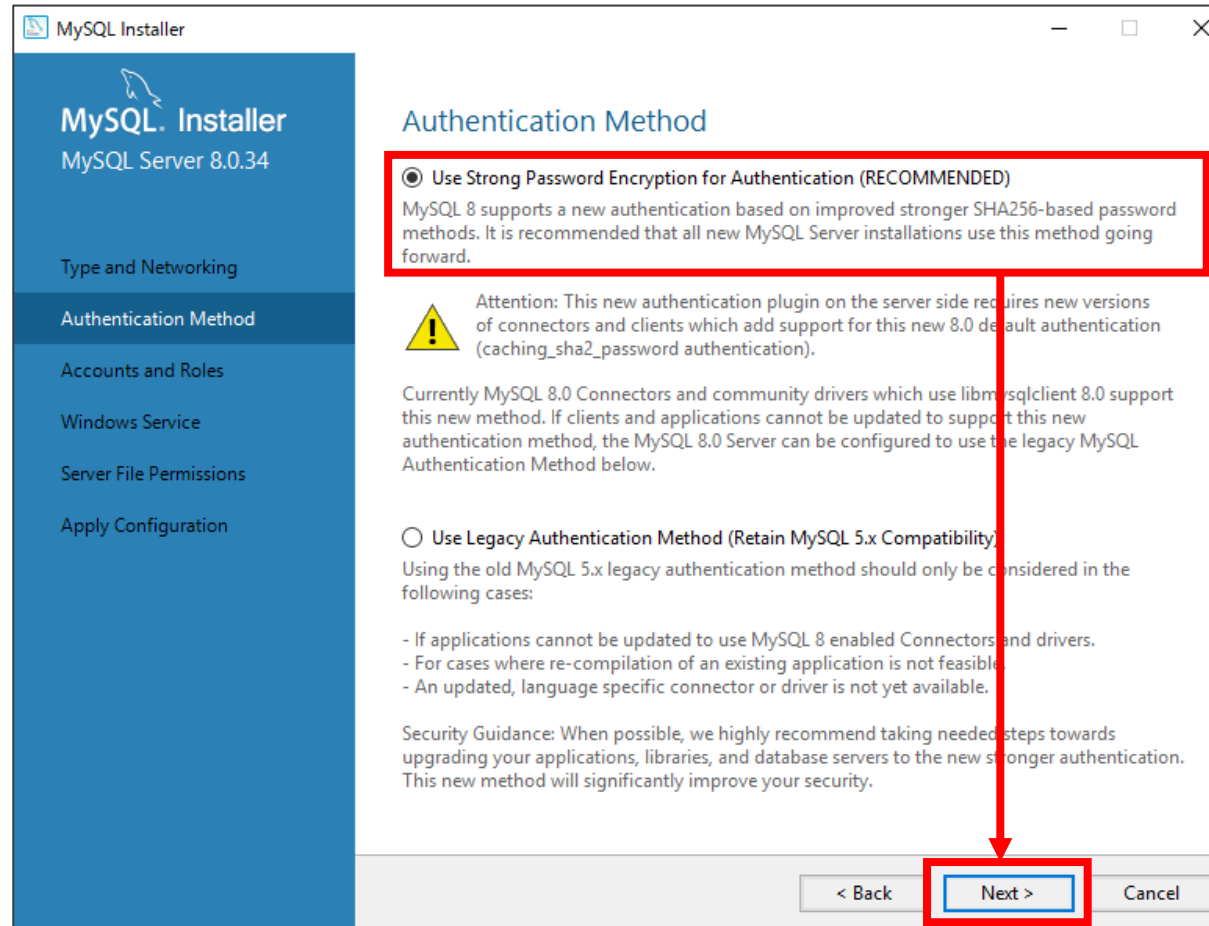 MySQL Installer
MySQL. Installer
MySQL Server 8.0.34
Type and Networking
Authentication Method
Accounts and Roles
Windows Service
Server File Permissions
Apply Configuration
Authentication Method
Use Strong Password Encryption for Authentication (RECOMMENDED)
MySQL 8 supports a new authentication based on improved stronger SHA256-based password
methods. It is recommended that all new MySQL Server installations use this method going
forward.
Attention: This new authentication plugin on the server side requires new versions
of connectors and clients which add support for this new 8.0 default authentication
(caching_sha2_password authentication).
Currently MySQL 8.0 Connectors and community drivers which use libmysqlclient 8.0 support
this new method. If clients and applications cannot be updated to support this new
authentication method, the MySQL 8.0 Server can be configured to use the legacy MySQL
Authentication Method below.
Use Legacy Authentication Method (Retain MySQL 5.x Compatibility)
Using the old MySQL 5.x legacy authentication method should only be considered in the
following cases:
- If applications cannot be updated to use MySQL 8 enabled Connectors and drivers.
- For cases where re-compilation of an existing application is not feasible.
- An updated, language specific connector or driver is not yet available.
Security Guidance: When possible, we highly recommend taking needed steps towards
upgrading your applications, libraries, and database servers to the new stronger authentication.
This new method will significantly improve your security.
< Back
Next >
Cancel